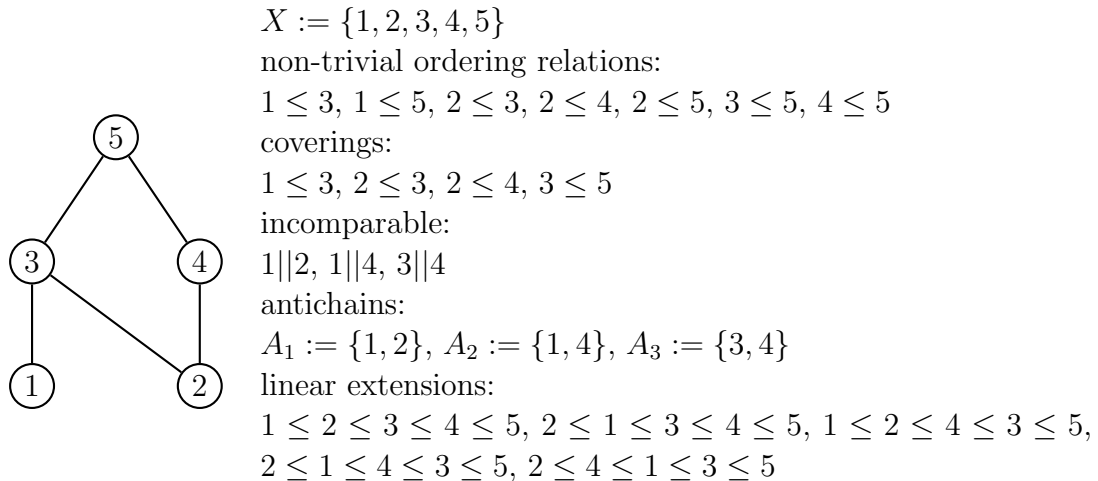 X := {1, 2, 3, 4, 5}
non-trivial ordering relations:
1 ≤ 3, 1 ≤ 5, 2 ≤ 3, 2 ≤ 4, 2 ≤ 5, 3 ≤ 5, 4 ≤ 5
coverings:
1 ≤ 3, 2 ≤ 3, 2 ≤ 4, 3 ≤ 5
incomparable:
1||2, 1||4, 3||4
antichains:
A₁ := {1, 2}, A₂ := {1, 4}, A₃ := {3, 4}
linear extensions:
1 ≤ 2 ≤ 3 ≤ 4 ≤ 5, 2 ≤ 1 ≤ 3 ≤ 4 ≤ 5, 1 ≤ 2 ≤ 4 ≤ 3 ≤ 5,
2 ≤ 1 ≤ 4 ≤ 3 ≤ 5, 2 ≤ 4 ≤ 1 ≤ 3 ≤ 5
5
3 4
1 2